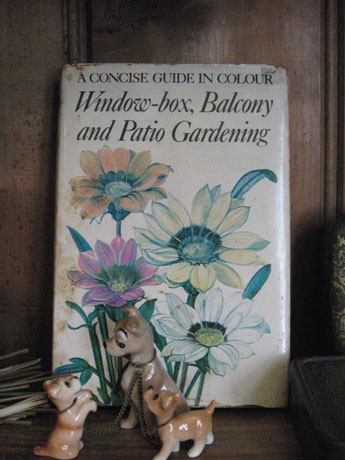 A CONCISE GUIDE IN COLOUR
Window-box, Balcony
and Patio Gardening